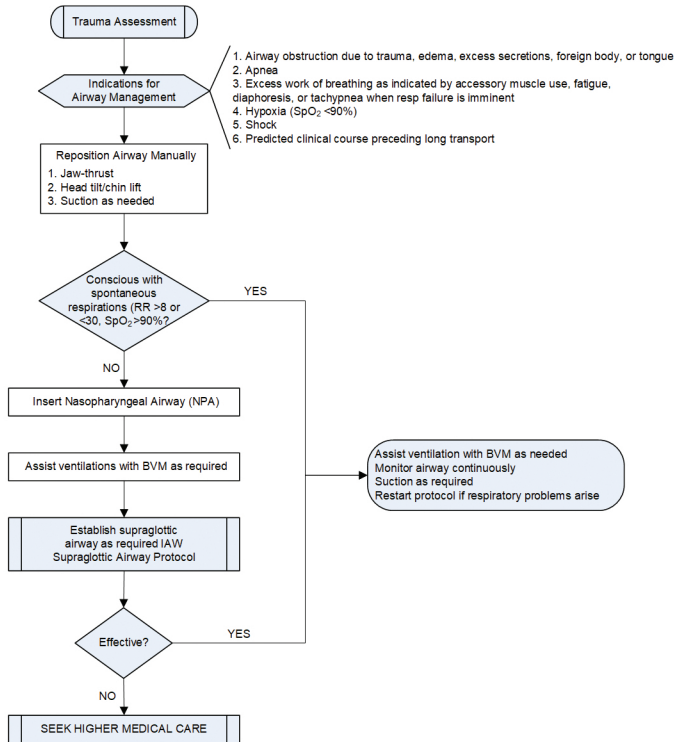 Trauma Assessment
Indications for
Airway Management
1. Airway obstruction due to trauma, edema, excess secretions, foreign body, or tongue
2. Apnea
3. Excess work of breathing as indicated by accessory muscle use, fatigue,
diaphoresis, or tachypnea when resp failure is imminent
4. Hypoxia (SpO₂ <90%)
5. Shock
6. Predicted clinical course preceding long transport
Reposition Airway Manually
1. Jaw-thrust
2. Head tilt/chin lift
3. Suction as needed
Conscious with
spontaneous
respirations (RR >8 or
<30, SpO₂>90%?
YES
NO
Insert Nasopharyngeal Airway (NPA)
Assist ventilations with BVM as required
Assist ventilation with BVM as needed
Monitor airway continuously
Suction as required
Restart protocol if respiratory problems arise
Establish supraglottic
airway as required IAW
Supraglottic Airway Protocol
Effective?
YES
NO
SEEK HIGHER MEDICAL CARE